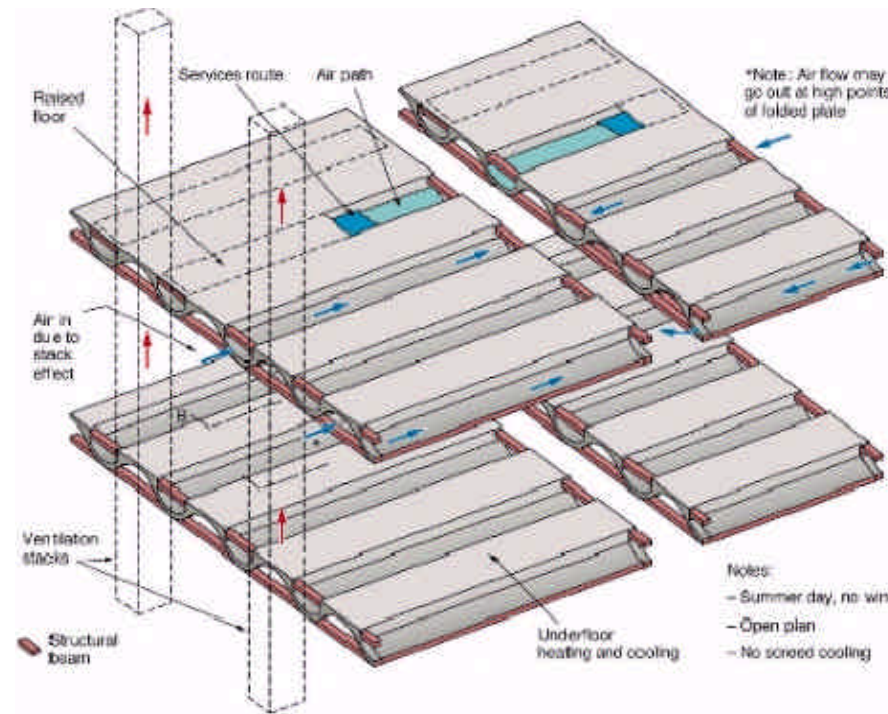 Services route
Air path
Raised
floor
*Note: Air flow may
go out at high points
of folded plate
Air in
due to
stack
effect
B
Ventilation
stacks
Structural
beam
Underfloor
heating and cooling
Notes:
– Summer day, no win
– Open plan
– No screed cooling